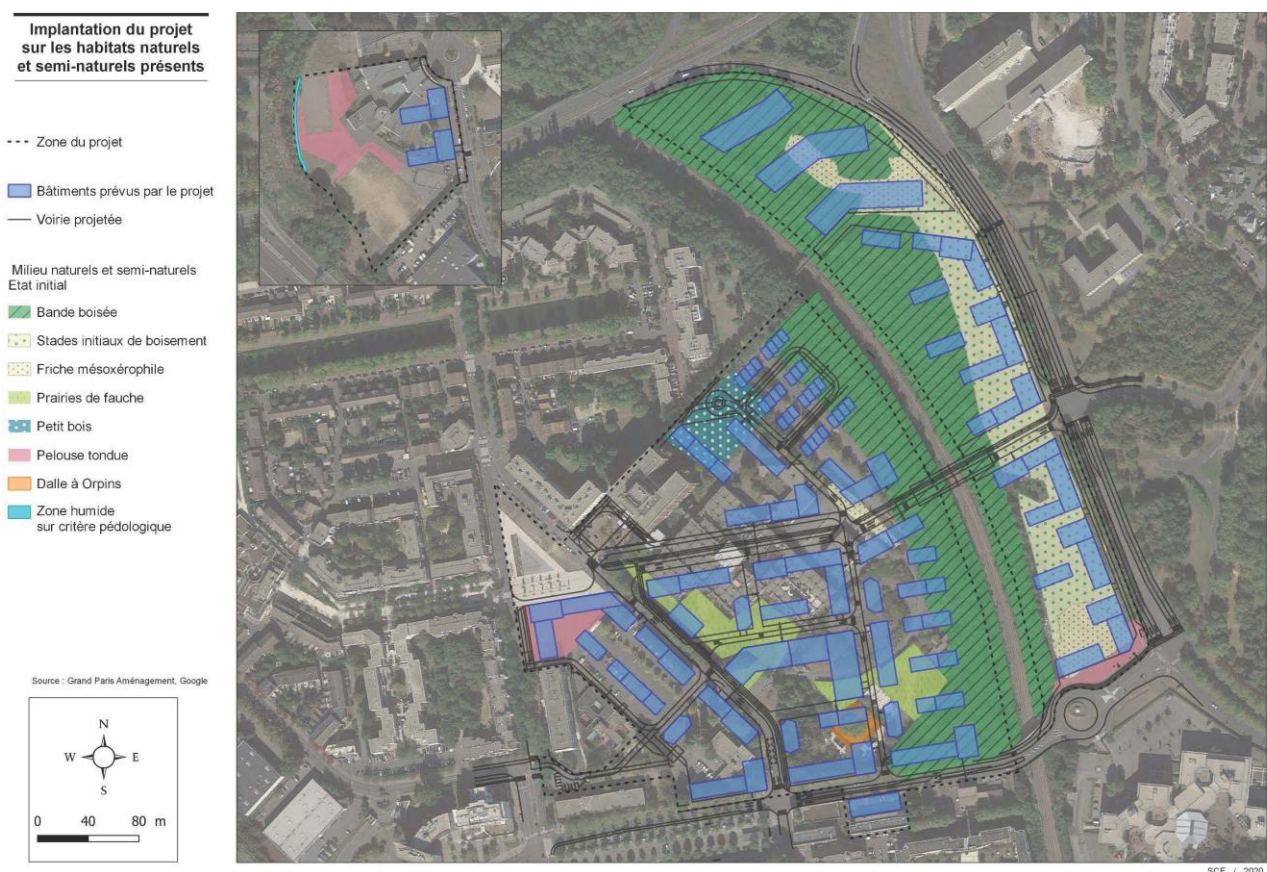 Implantation du projet
sur les habitats naturels
et semi-naturels présents
Zone du projet
Bâtiments prévus par le projet
Voirie projetée
Milieu naturels et semi-naturels
Etat initial
Bande boisée
Stades initiaux de boisement
Friche mésoxérophile
Prairies de fauche
Petit bois
Pelouse tondue
Dalle à Orpins
Zone humide
sur critère pédologique
Source : Grand Paris Aménagement, Google
N
W E
S
0 40 80 m
SCE / 2020